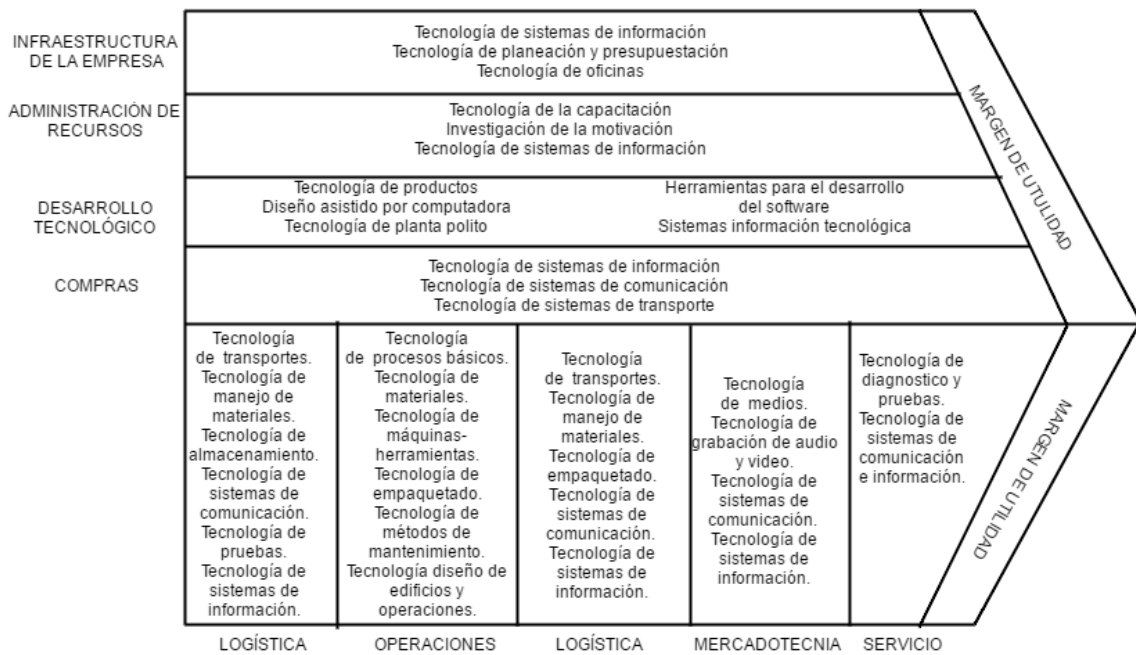 INFRAESTRUCTURA
DE LA EMPRESA
Tecnología de sistemas de información
Tecnología de planeación y presupuestación
Tecnología de oficinas
ADMINISTRACIÓN DE
RECURSOS
Tecnología de la capacitación
Investigación de la motivación
Tecnología de sistemas de información
DESARROLLO
TECNOLÓGICO
Tecnología de productos
Diseño asistido por computadora
Tecnología de planta polito
Herramientas para el desarrollo
del software
Sistemas información tecnológica
COMPRAS
Tecnología de sistemas de información
Tecnología de sistemas de comunicación
Tecnología de sistemas de transporte
MARGEN DE UTULIDAD
Tecnología
de transportes.
Tecnología de
manejo de
materiales.
Tecnología de
almacenamiento.
Tecnología de
sistemas de
comunicación.
Tecnología de
pruebas.
Tecnología de
sistemas de
información.
LOGÍSTICA
Tecnología
de procesos básicos.
Tecnología de
materiales.
Tecnología de
máquinas-
herramientas.
Tecnología de
empaquetado.
Tecnología de
métodos de
mantenimiento.
Tecnología diseño de
edificios y
operaciones.
OPERACIONES
Tecnología
de transportes.
Tecnología de
manejo de
materiales.
Tecnología de
empaquetado.
Tecnología de
sistemas de
comunicación.
Tecnología de
sistemas de
información.
LOGÍSTICA
Tecnología
de medios.
Tecnología de
grabación de audio
y video.
Tecnología de
sistemas de
comunicación.
Tecnología de
sistemas de
información.
MERCADOTECNIA
Tecnología de
diagnostico y
pruebas.
Tecnología de
sistemas de
comunicación
e información.
SERVICIO
MARGEN DE UTILIDAD